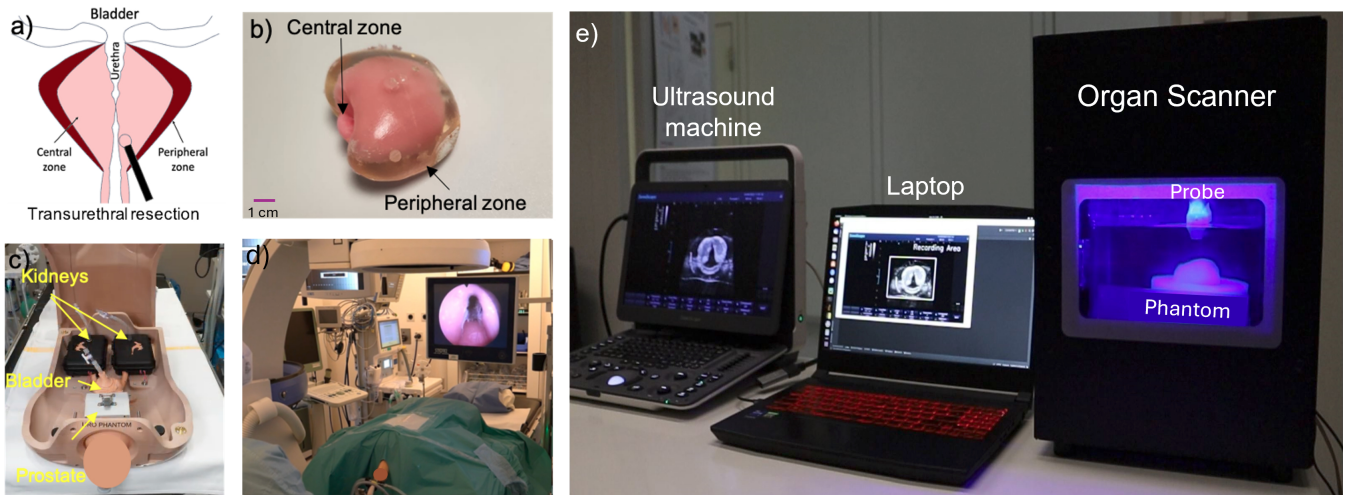 a)
Bladder
Urethra
Central
zone
Peripheral
zone
Transurethral resection
b)
Central zone
Peripheral zone
1 cm
c)
Kidneys
Bladder
URO PHANTOM
Prostate
d)
e)
Ultrasound
machine
Laptop
Recording Area
Organ Scanner
Probe
Phantom